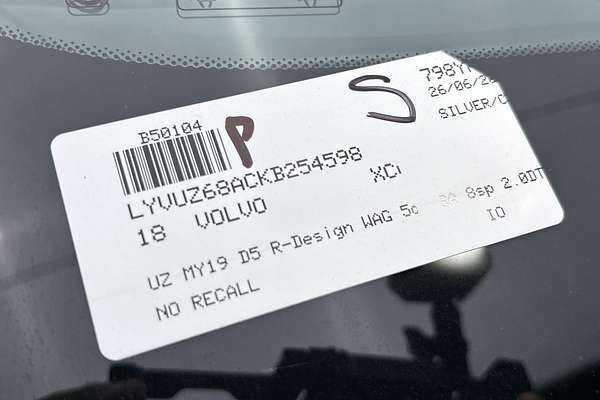 B50104
P
S
798Y
26/06/2
SILVER/
LYVUZ68ACKB254598
18 VOLVO XC
UZ MY19 D5 R-Design WAG 8sp 2.0DT
IO
NO RECALL